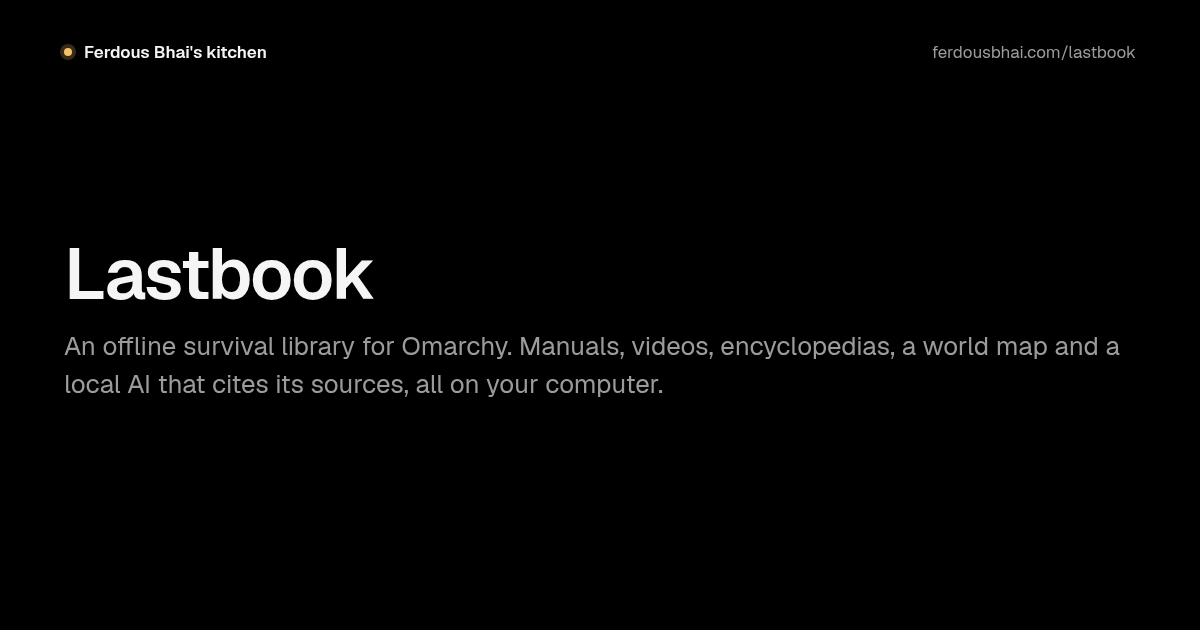 Ferdous Bhai's kitchen
ferdousbhai.com/lastbook
Lastbook
An offline survival library for Omarchy. Manuals, videos, encyclopedias, a world map and a
local AI that cites its sources, all on your computer.